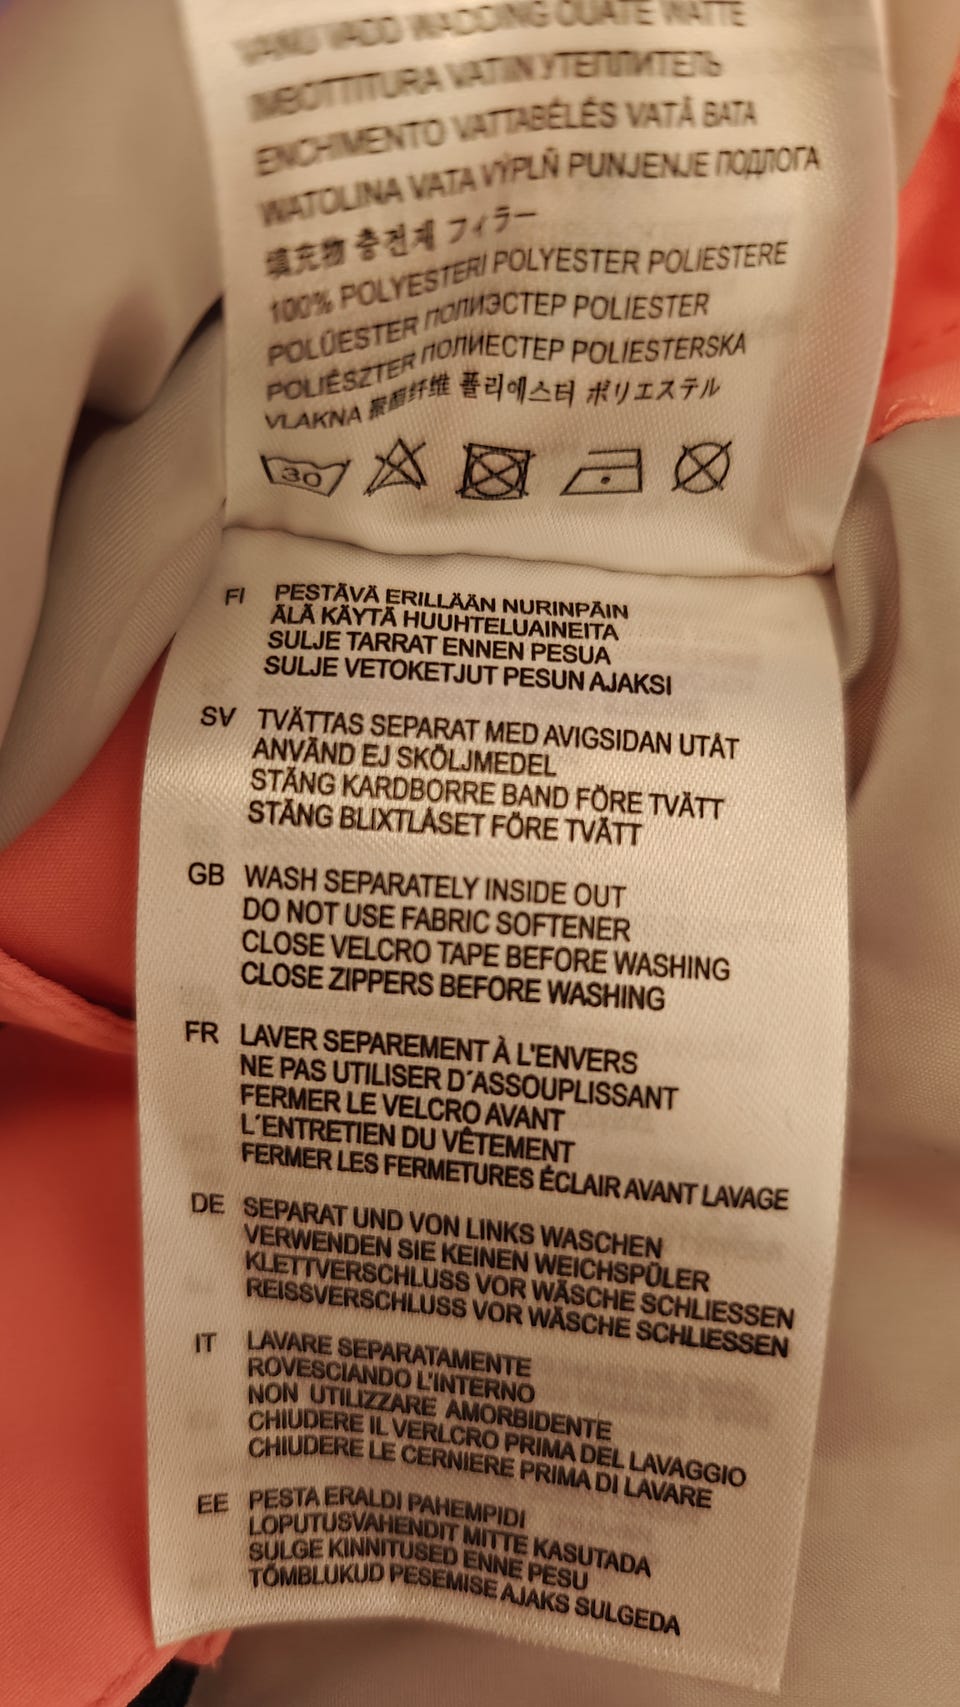 VANU VADD WADDING OUATE WATTE
IMBOTTITURA VATIIN УТЕПЛИТЕЛЬ
ENCHIMENTO VATTABÉLÉS VATĂ ВАТА
WATOLINA VATA VÝPLŇ PUNJENJE ПОДЛОГА
填充物 충전재 フィラー
100% POLYESTERI POLYESTER POLIESTERE
POLÜESTER ПОЛИЭСТЕР POLIESTER
POLIÉSZTER ПОЛИЕСТЕР POLIESTERSKA
VLAKNA 聚酯纤维 폴리에스터 ポリエステル
30
FI PESTÄVÄ ERILLÄÄN NURINPÄIN
ÄLÄ KÄYTÄ HUUHTELUAINEITA
SULJE TARRAT ENNEN PESUA
SULJE VETOKETJUT PESUN AJAKSI
SV TVÄTTAS SEPARAT MED AVIGSIDAN UTÅT
ANVÄND EJ SKÖLJMEDEL
STÄNG KARDBORRE BAND FÖRE TVÄTT
STÄNG BLIXTLÅSET FÖRE TVÄTT
GB WASH SEPARATELY INSIDE OUT
DO NOT USE FABRIC SOFTENER
CLOSE VELCRO TAPE BEFORE WASHING
CLOSE ZIPPERS BEFORE WASHING
FR LAVER SEPAREMENT À L'ENVERS
NE PAS UTILISER D´ASSOUPLISSANT
FERMER LE VELCRO AVANT
L´ENTRETIEN DU VÊTEMENT
FERMER LES FERMETURES ÉCLAIR AVANT LAVAGE
DE SEPARAT UND VON LINKS WASCHEN
VERWENDEN SIE KEINEN WEICHSPÜLER
KLETTVERSCHLUSS VOR WÄSCHE SCHLIESSEN
REISSVERSCHLUSS VOR WÄSCHE SCHLIESSEN
IT LAVARE SEPARATAMENTE
ROVESCIANDO L'INTERNO
NON UTILIZZARE AMORBIDENTE
CHIUDERE IL VERLCRO PRIMA DEL LAVAGGIO
CHIUDERE LE CERNIERE PRIMA DI LAVARE
EE PESTA ERALDI PAHEMPIDI
LOPUTUSVAHENDIT MITTE KASUTADA
SULGE KINNITUSED ENNE PESU
TÕMBLUKUD PESEMISE AJAKS SULGEDA